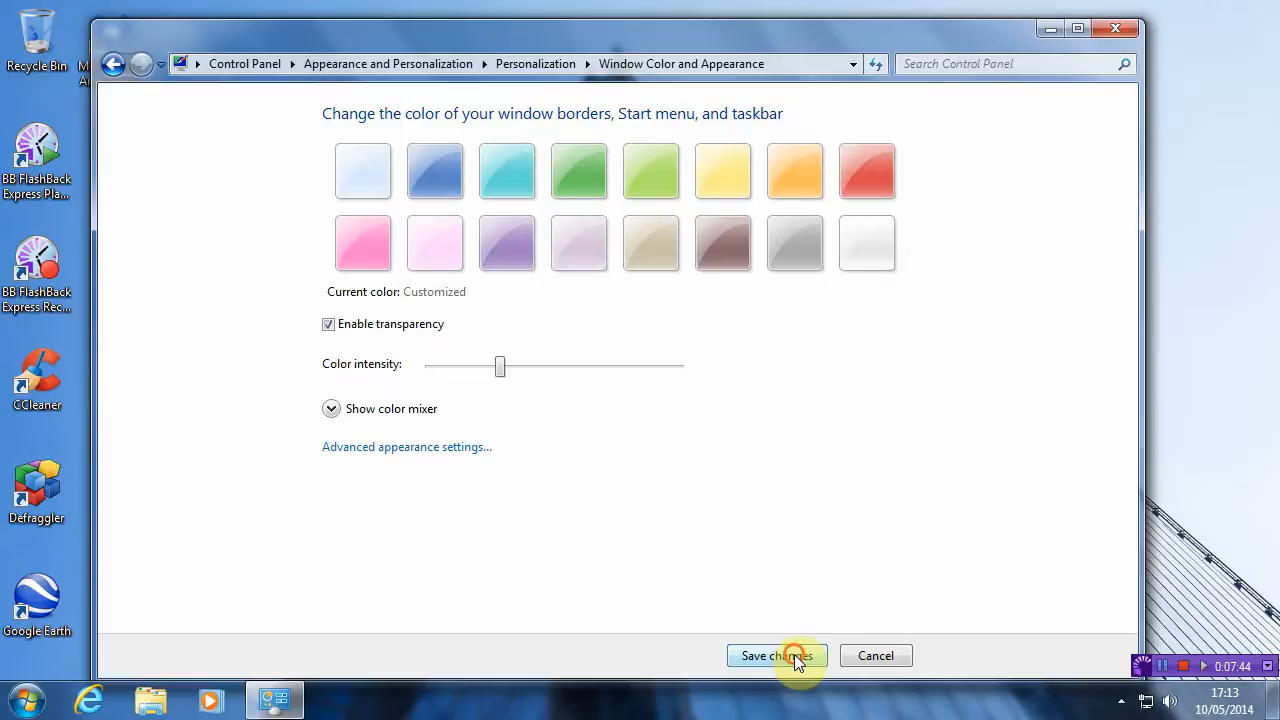 Recycle Bin
M
A
BB FlashBack
Express Pla...
BB FlashBack
Express Rec...
CCleaner
Defraggler
Google Earth
Control Panel
Appearance and Personalization
Personalization
Window Color and Appearance
Search Control Panel
Change the color of your window borders, Start menu, and taskbar
Current color: Customized
Enable transparency
Color intensity:
Show color mixer
Advanced appearance settings...
Save changes
Cancel
0:07:44
17:13
10/05/2014